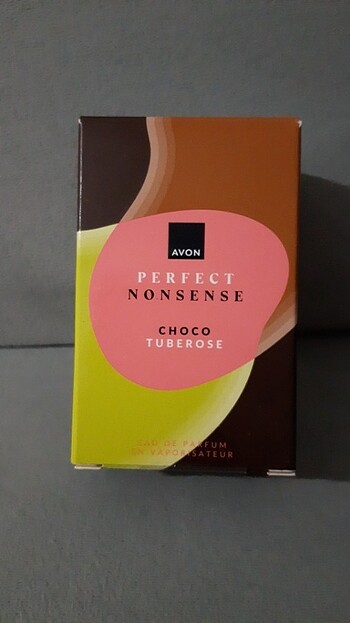 AVON
PERFECT
NONSENSE
CHOCO
TUBEROSE
EAU DE PARFUM
EN VAPORISATEUR